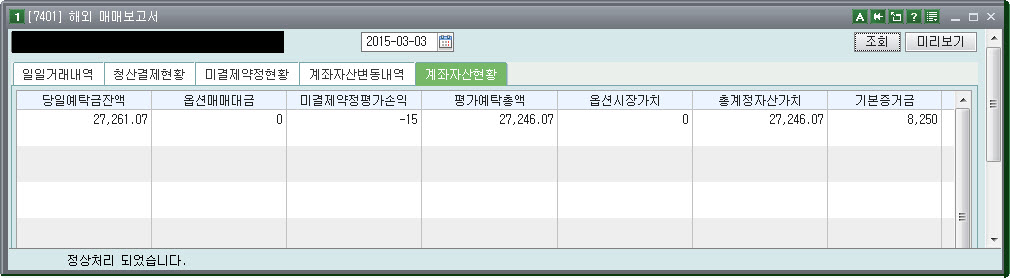 1 [7401] 해외 매매보고서 A ?
2015-03-03 조회 미리보기
일일거래내역 청산결제현황 미결제약정현황 계좌자산변동내역 계좌자산현황
당일예탁금잔액 옵션매매대금 미결제약정평가손익 평가예탁총액 옵션시장가치 총계정자산가치 기본증거금
27,261.07 0 -15 27,246.07 0 27,246.07 8,250
정상처리 되었습니다.